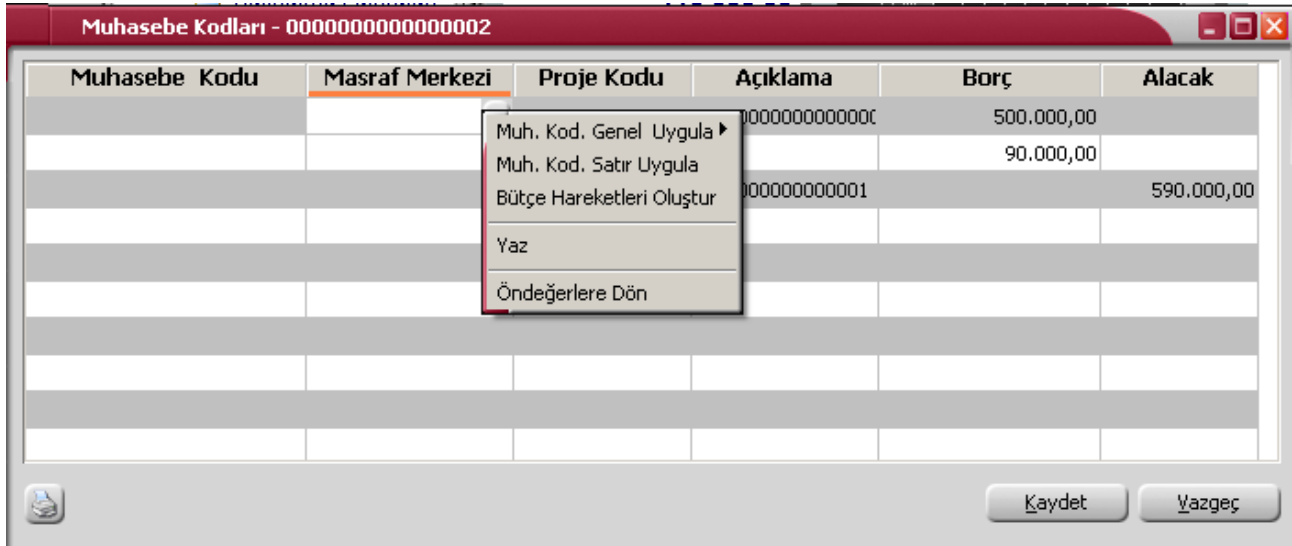 Muhasebe Kodları - 0000000000000002
Muhasebe Kodu Masraf Merkezi Proje Kodu Açıklama Borç Alacak
500.000,00
90.000,00
590.000,00
Muh. Kod. Genel Uygula
Muh. Kod. Satır Uygula
Bütçe Hareketleri Oluştur
Yaz
Öndeğerlere Dön
Kaydet Vazgeç